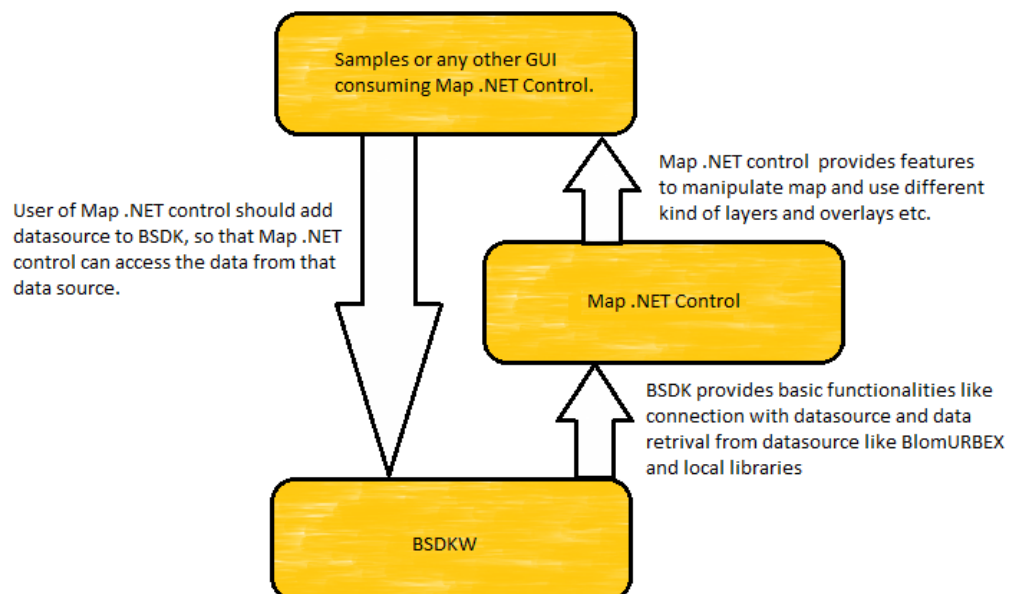 Samples or any other GUI
consuming Map .NET Control.
Map .NET control  provides features
to manipulate map and use different
kind of layers and overlays etc.
User of Map .NET control should add
datasource to BSDK, so that Map .NET
control can access the data from that
data source.
Map .NET Control
BSDK provides basic functionalities like
connection with datasource and data
retrival from datasource like BlomURBEX
and local libraries
BSDKW